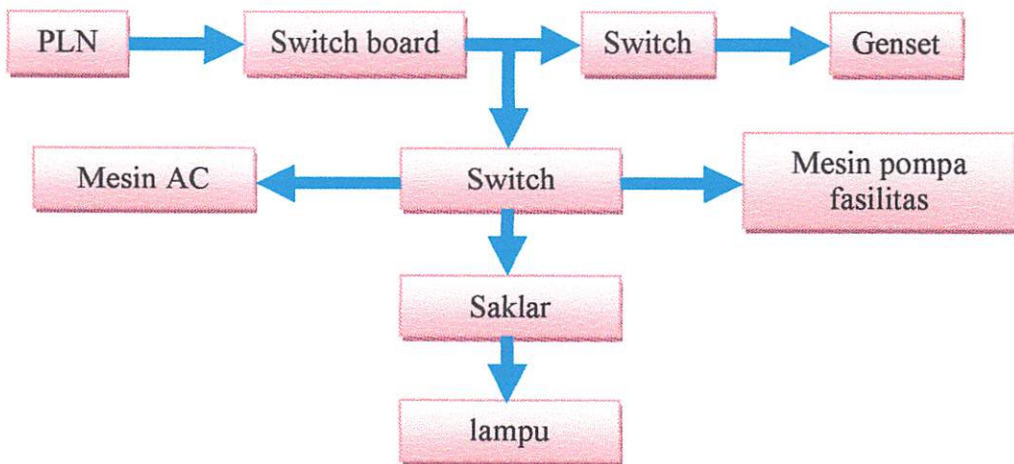 PLN
Switch board
Switch
Genset
Mesin AC
Switch
Mesin pompa
fasilitas
Saklar
lampu